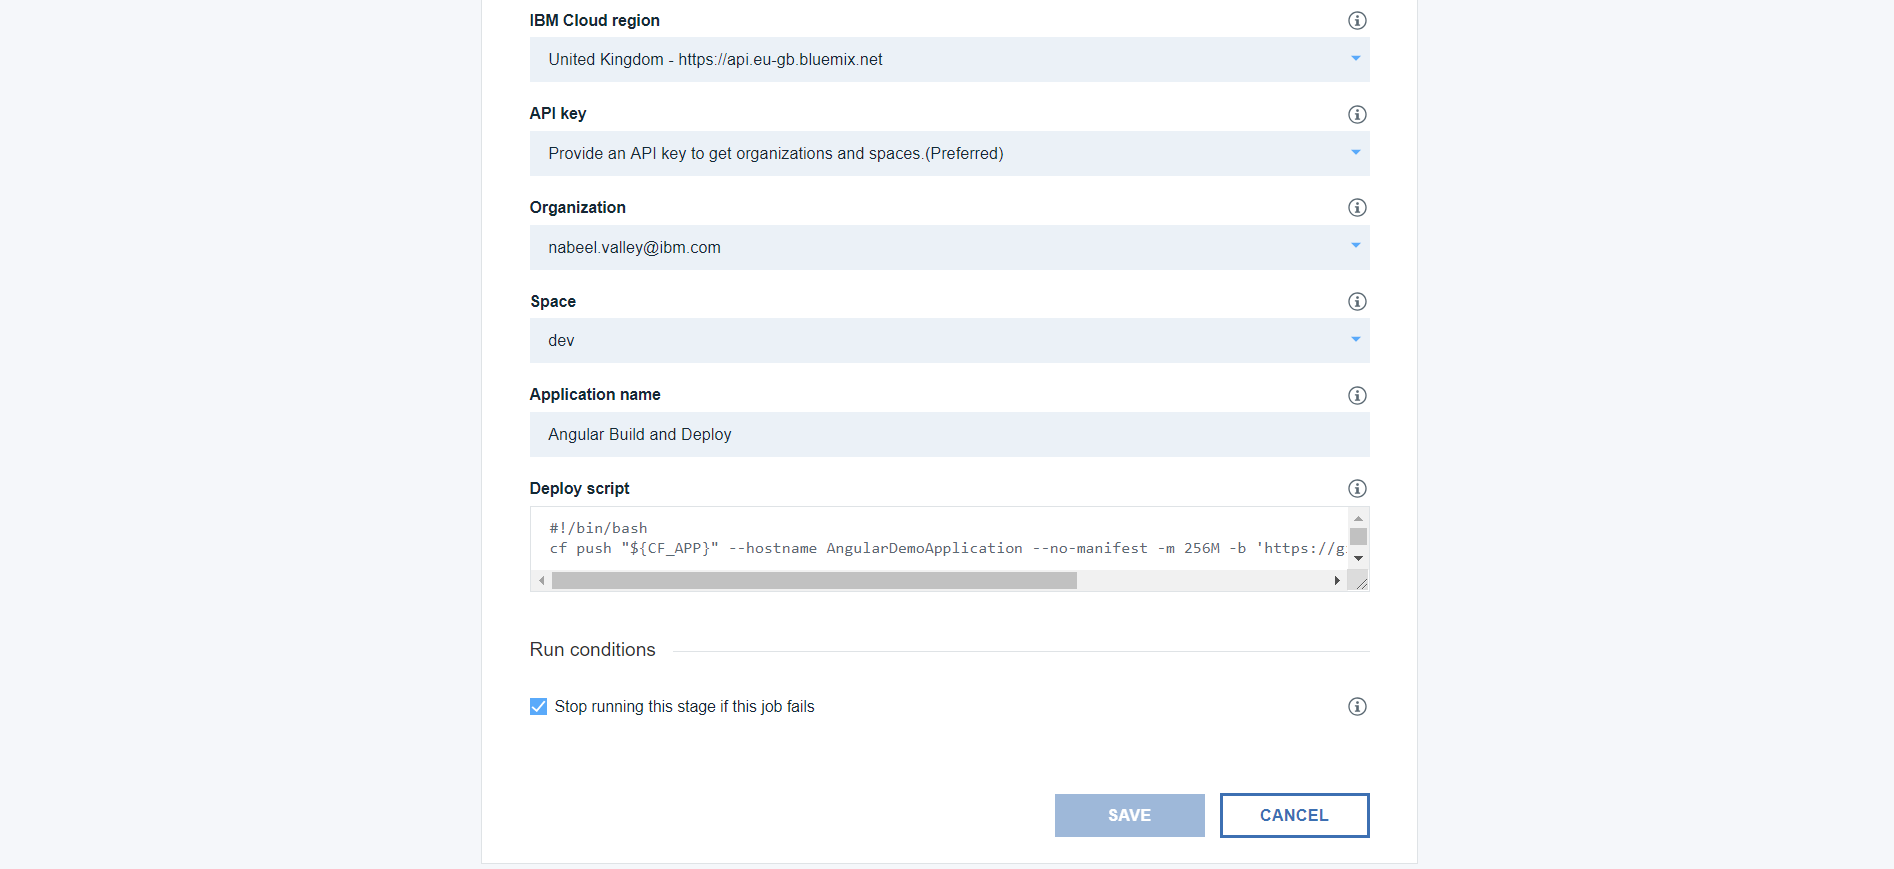 IBM Cloud region
United Kingdom - https://api.eu-gb.bluemix.net
API key
Provide an API key to get organizations and spaces.(Preferred)
Organization
nabeel.valley@ibm.com
Space
dev
Application name
Angular Build and Deploy
Deploy script
#!/bin/bash
cf push "${CF_APP}" --hostname AngularDemoApplication --no-manifest -m 256M -b 'https://g
Run conditions
Stop running this stage if this job fails
SAVE
CANCEL